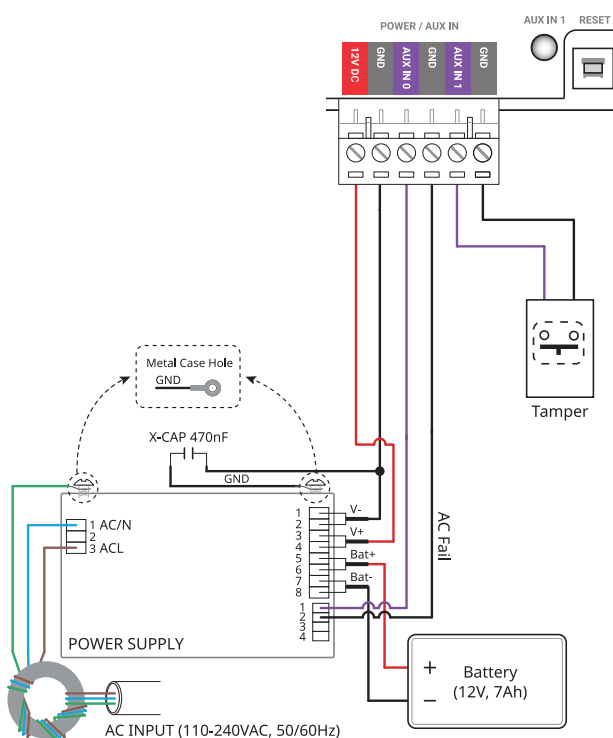 AUX IN 1
RESET
POWER / AUX IN
12V DC
GND
AUX IN 0
GND
AUX IN 1
GND
Metal Case Hole
GND
Tamper
X-CAP 470nF
GND
1 AC/N
2
3 ACL
1
2
3
4
5
6
7
8
V-
V+
Bat+
Bat-
AC Fail
1
2
3
4
POWER SUPPLY
+
Battery
(12V, 7Ah)
−
AC INPUT (110-240VAC, 50/60Hz)